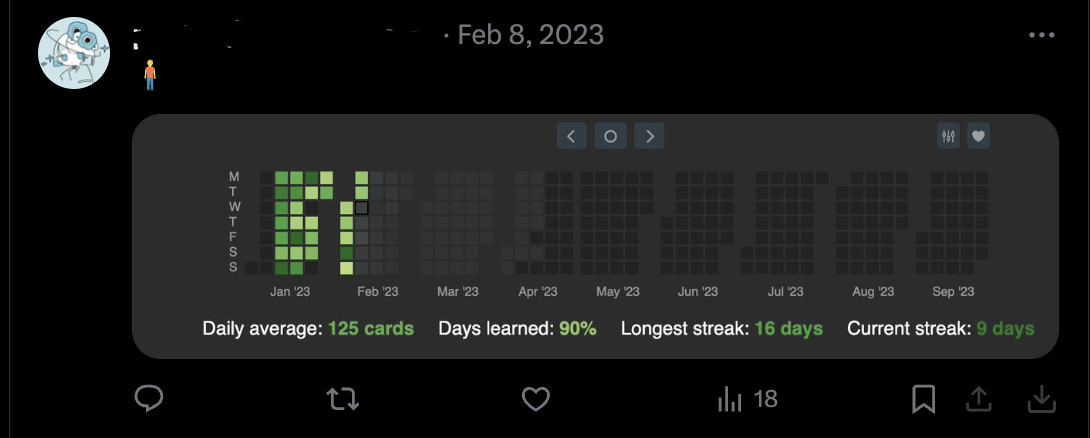 · Feb 8, 2023
M
T
W
T
F
S
S
Jan '23 Feb '23 Mar '23 Apr '23 May '23 Jun '23 Jul '23 Aug '23 Sep '23
Daily average: 125 cards Days learned: 90% Longest streak: 16 days Current streak: 9 days
18